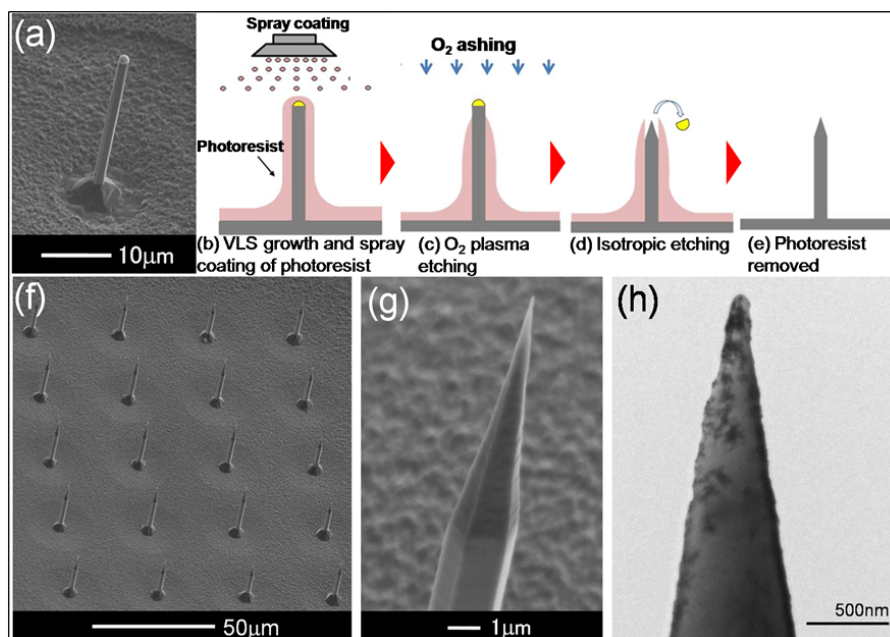 (a)
10μm
Spray coating
Photoresist
(b) VLS growth and spray
coating of photoresist
O₂ ashing
(c) O₂ plasma
etching
(d) Isotropic etching
(e) Photoresist
removed
(f)
50μm
(g)
1μm
(h)
500nm